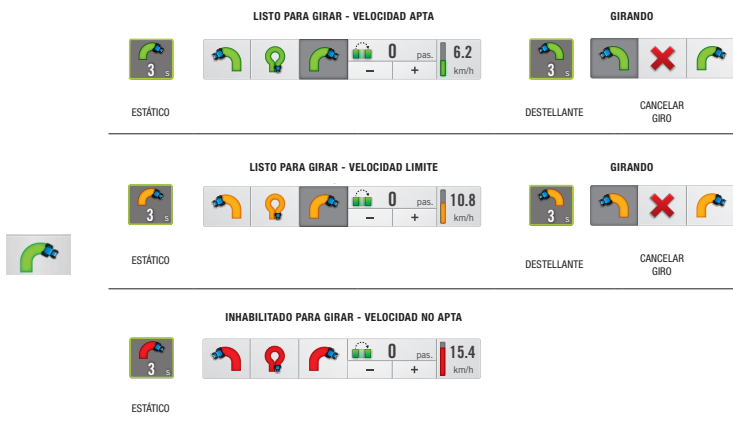 LISTO PARA GIRAR - VELOCIDAD APTA
GIRANDO
3 s
0 pas.
− +
6.2
km/h
3 s
ESTÁTICO
DESTELLANTE
CANCELAR
GIRO
LISTO PARA GIRAR - VELOCIDAD LIMITE
GIRANDO
3 s
0 pas.
− +
10.8
km/h
3 s
ESTÁTICO
DESTELLANTE
CANCELAR
GIRO
INHABILITADO PARA GIRAR - VELOCIDAD NO APTA
3 s
0 pas.
− +
15.4
km/h
ESTÁTICO